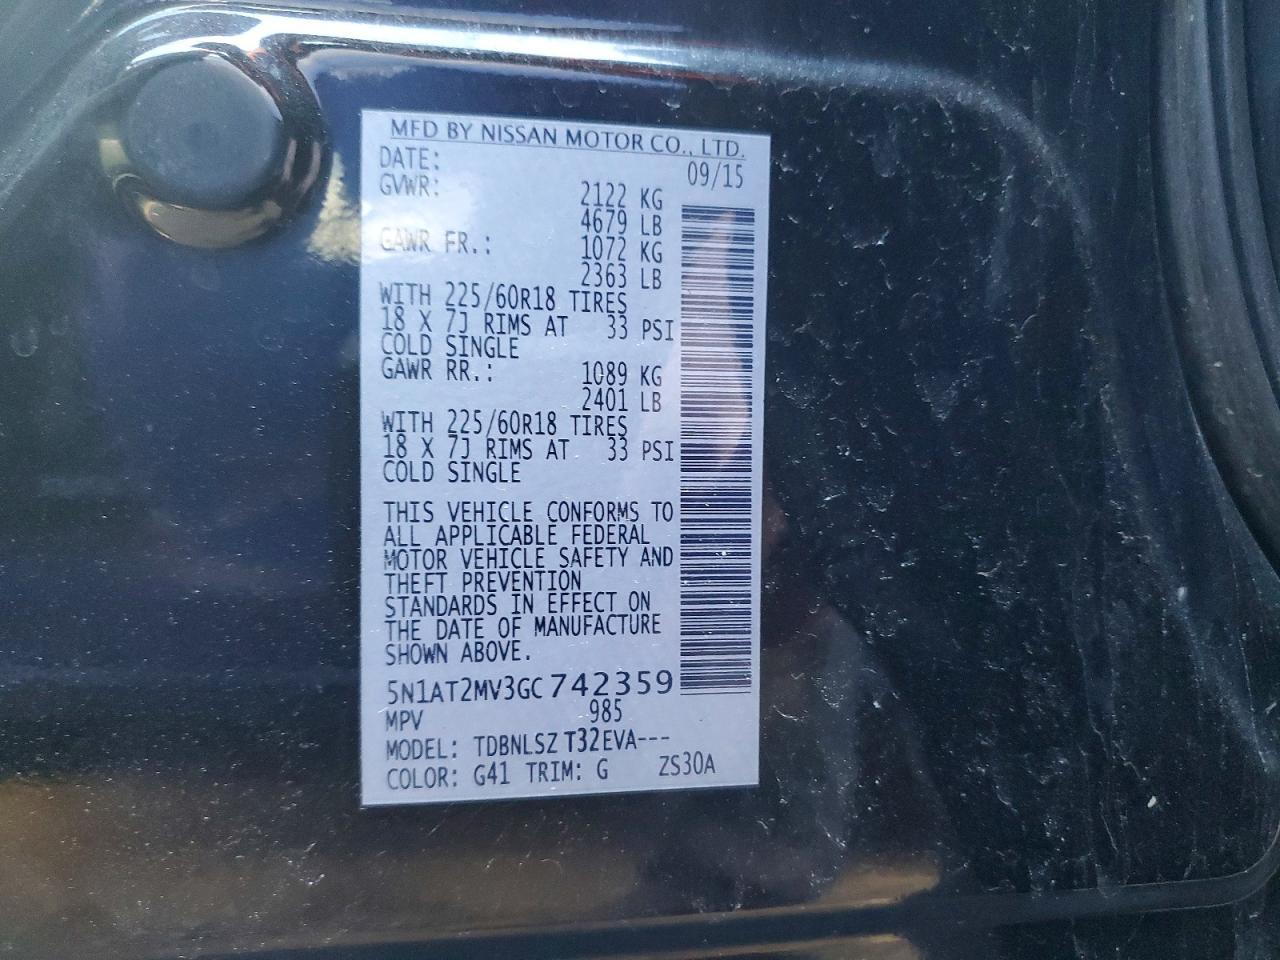 MFD BY NISSAN MOTOR CO., LTD.
DATE: 09/15
GVWR: 2122 KG
4679 LB
GAWR FR.: 1072 KG
2363 LB
WITH 225/60R18 TIRES
18 X 7J RIMS AT 33 PSI
COLD SINGLE
GAWR RR.: 1089 KG
2401 LB
WITH 225/60R18 TIRES
18 X 7J RIMS AT 33 PSI
COLD SINGLE
THIS VEHICLE CONFORMS TO
ALL APPLICABLE FEDERAL
MOTOR VEHICLE SAFETY AND
THEFT PREVENTION
STANDARDS IN EFFECT ON
THE DATE OF MANUFACTURE
SHOWN ABOVE.
5N1AT2MV3GC742359
MPV 985
MODEL: TDBNLSZ T32EVA---
COLOR: G41 TRIM: G ZS30A